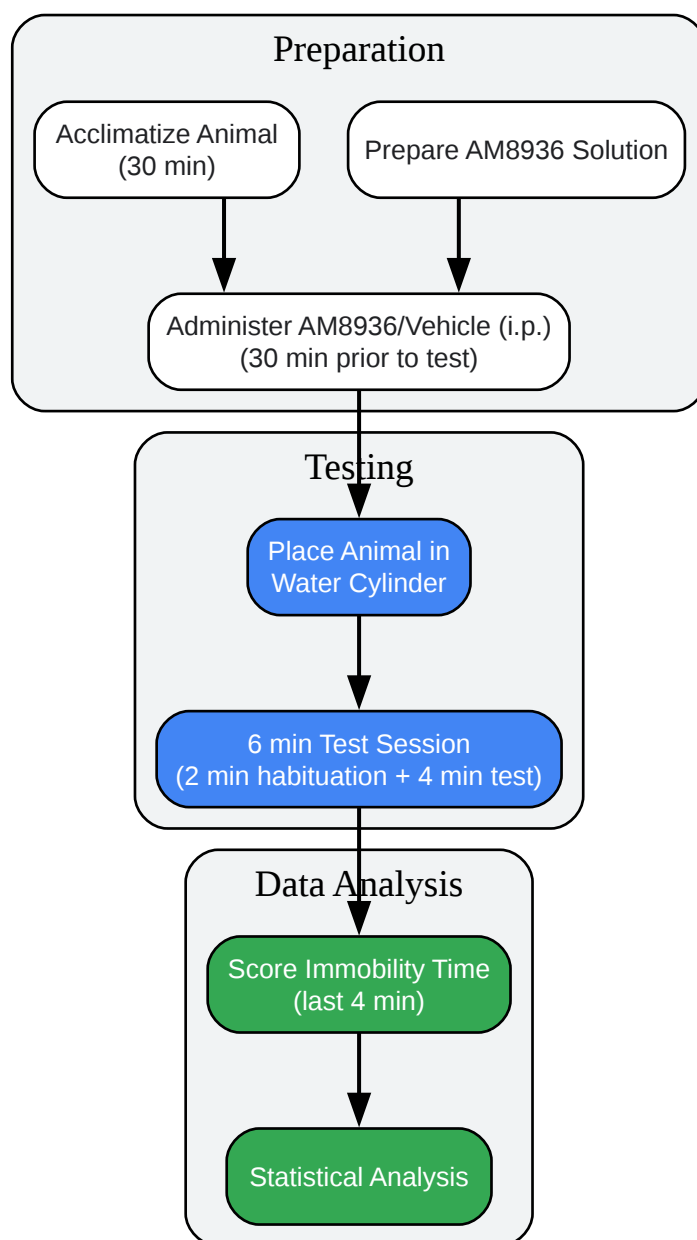 Preparation
Acclimatize Animal
(30 min)
Prepare AM8936 Solution
Administer AM8936/Vehicle (i.p.)
(30 min prior to test)
Testing
Place Animal in
Water Cylinder
6 min Test Session
(2 min habituation + 4 min test)
Data Analysis
Score Immobility Time
(last 4 min)
Statistical Analysis